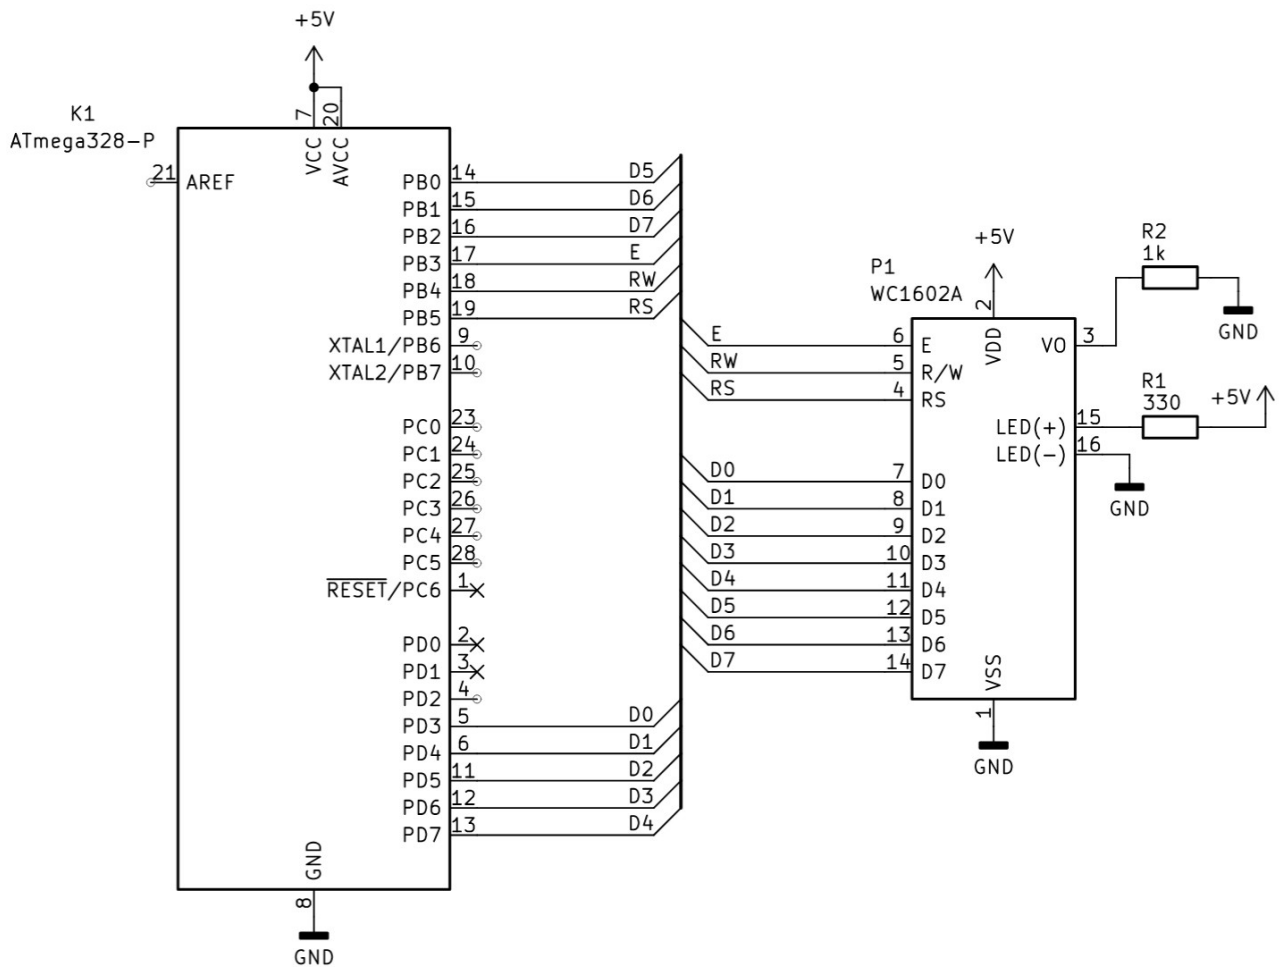 +5V
K1
ATmega328-P
7
20
21
AREF
VCC
AVCC
PB0 14 D5
PB1 15 D6
PB2 16 D7
PB3 17 E
PB4 18 RW
PB5 19 RS
XTAL1/PB6 9
XTAL2/PB7 10
PC0 23
PC1 24
PC2 25
PC3 26
PC4 27
PC5 28
RESET/PC6 1
PD0 2
PD1 3
PD2 4
PD3 5 D0
PD4 6 D1
PD5 11 D2
PD6 12 D3
PD7 13 D4
GND
8
GND
+5V
P1
WC1602A
2
VDD
E 6 E
RW 5 R/W
RS 4 RS
D0 7 D0
D1 8 D1
D2 9 D2
D3 10 D3
D4 11 D4
D5 12 D5
D6 13 D6
D7 14 D7
VSS
1
GND
VO 3
R2
1k
GND
LED(+) 15
R1
330
+5V
LED(-) 16
GND